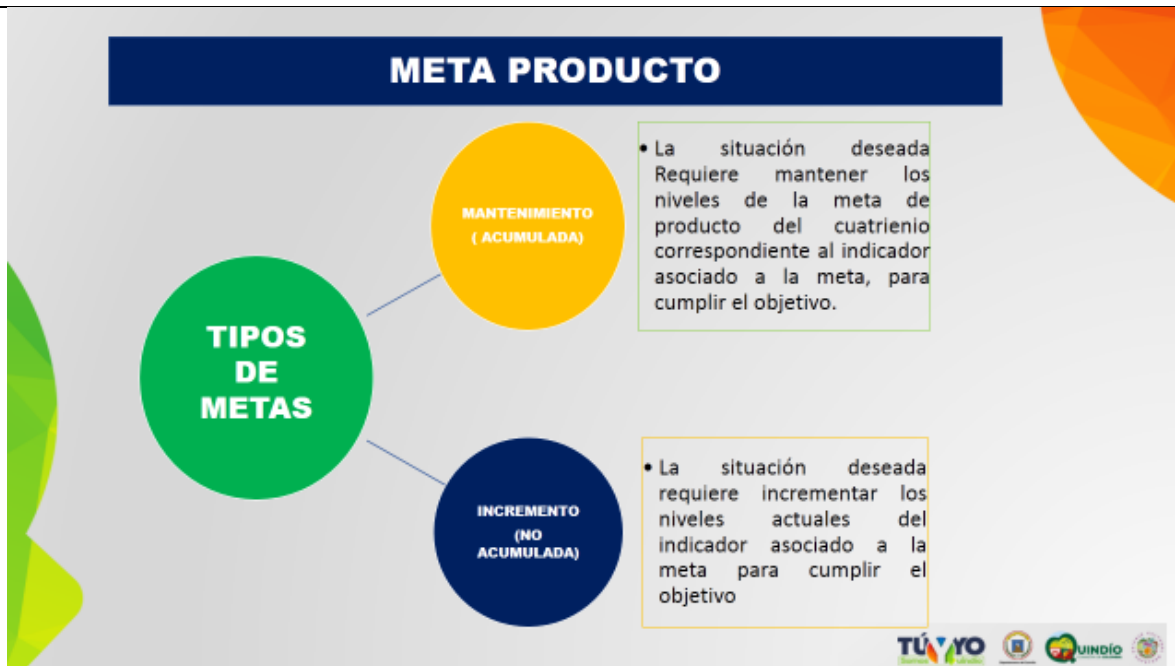 META PRODUCTO
MANTENIMIENTO
( ACUMULADA)
• La situación deseada
Requiere mantener los
niveles de la meta de
producto del cuatrienio
correspondiente al indicador
asociado a la meta, para
cumplir el objetivo.
TIPOS
DE
METAS
INCREMENTO
(NO
ACUMULADA)
• La situación deseada
requiere incrementar los
niveles actuales del
indicador asociado a la
meta para cumplir el
objetivo
TÚ Y YO
Somos Quindío
QUINDÍO